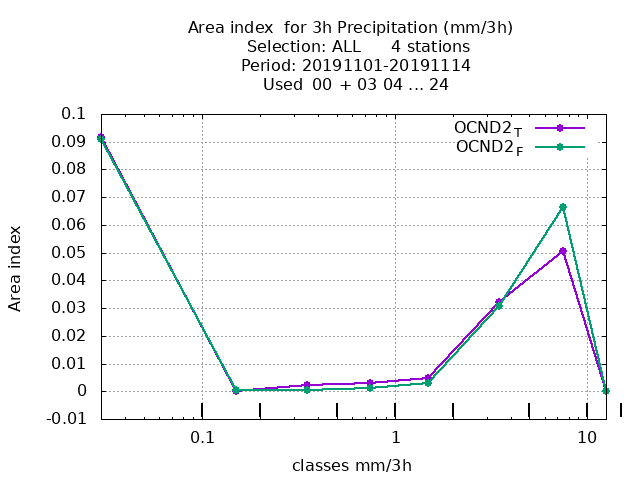 Area index  for 3h Precipitation (mm/3h)
Selection: ALL      4 stations
Period: 20191101-20191114
Used  00  + 03 04 ... 24
0.1
0.09
0.08
0.07
0.06
0.05
0.04
0.03
0.02
0.01
0
-0.01
Area index
OCND2T
OCND2F
0.1
1
10
classes mm/3h